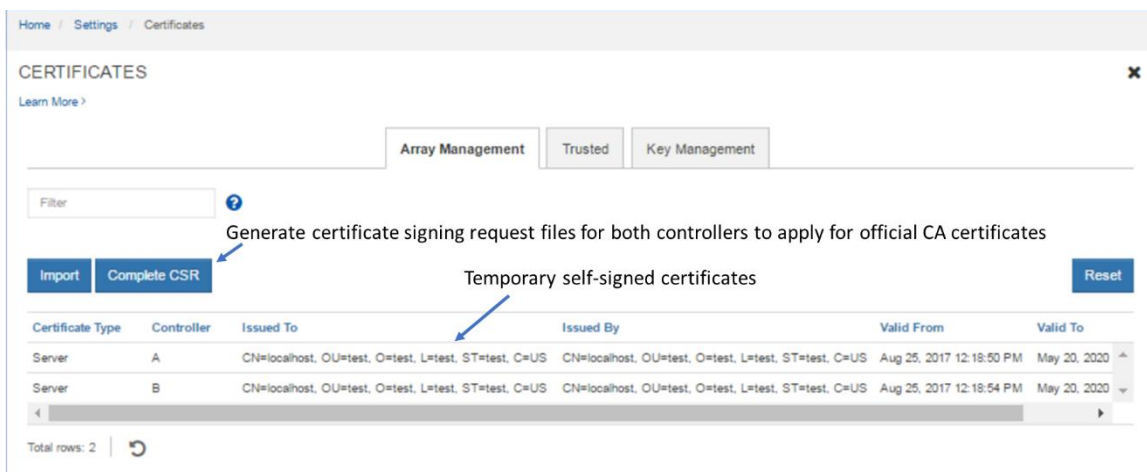 Home / Settings / Certificates
CERTIFICATES
Learn More >
Array Management Trusted Key Management
Filter
?
Generate certificate signing request files for both controllers to apply for official CA certificates
Import Complete CSR Temporary self-signed certificates Reset
Certificate Type Controller Issued To Issued By Valid From Valid To
Server A CN=localhost, OU=test, O=test, L=test, ST=test, C=US CN=localhost, OU=test, O=test, L=test, ST=test, C=US Aug 25, 2017 12:18:50 PM May 20, 2020
Server B CN=localhost, OU=test, O=test, L=test, ST=test, C=US CN=localhost, OU=test, O=test, L=test, ST=test, C=US Aug 25, 2017 12:18:54 PM May 20, 2020
Total rows: 2